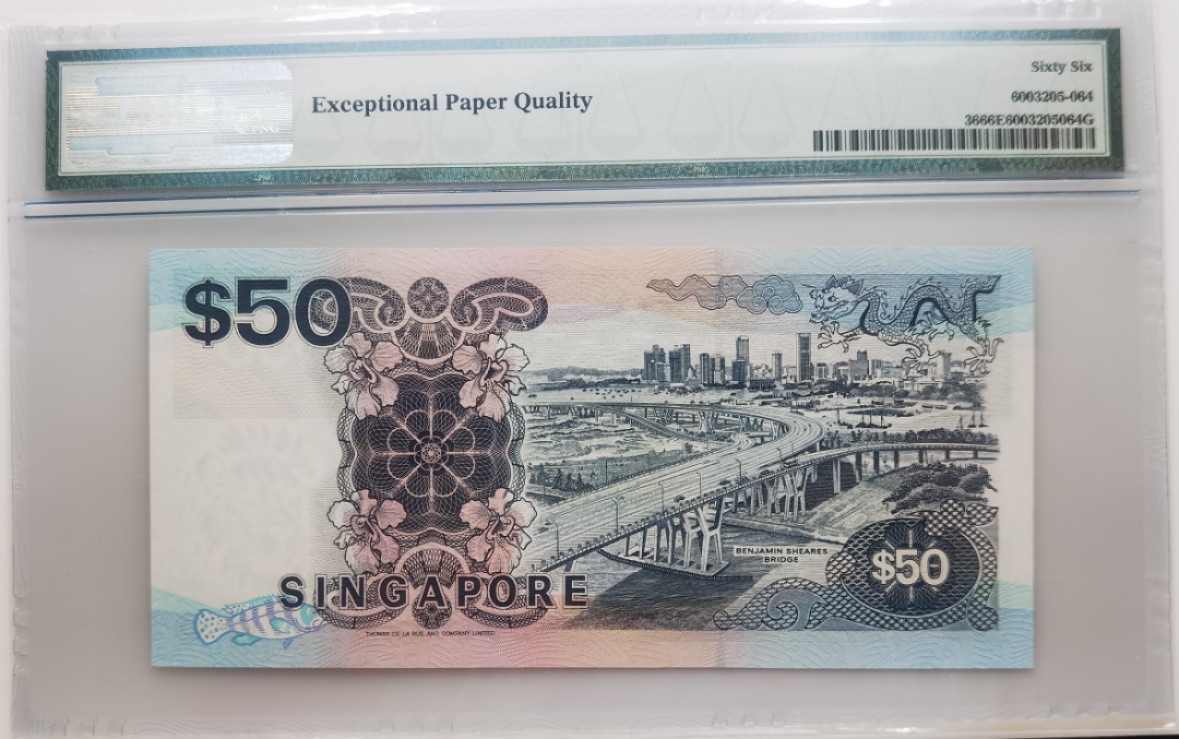 Exceptional Paper Quality
Sixty Six
6003205-064
3666E6003205064G
$50
BENJAMIN SHEARES
BRIDGE
$50
SINGAPORE
THOMAS DE LA RUE AND COMPANY LIMITED